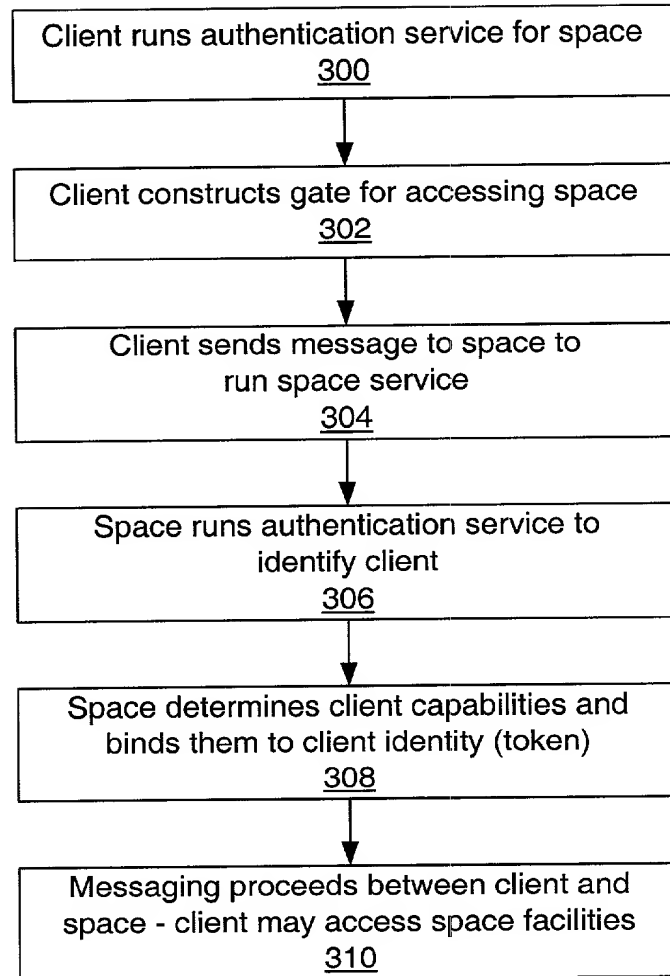 Client runs authentication service for space
300
Client constructs gate for accessing space
302
Client sends message to space to
run space service
304
Space runs authentication service to
identify client
306
Space determines client capabilities and
binds them to client identity (token)
308
Messaging proceeds between client and
space - client may access space facilities
310